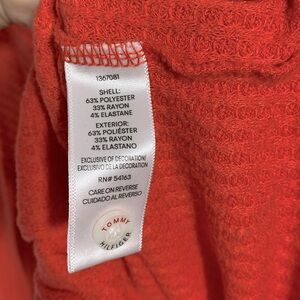 1367081
SHELL:
63% POLYESTER
33% RAYON
4% ELASTANE
EXTERIOR:
63% POLIÉSTER
33% RAYON
4% ELASTANO
EXCLUSIVE OF DECORATION/
EXCLUSIVO DE LA DECORACIÓN
RN# 54163
CARE ON REVERSE
CUIDADO AL REVERSO
TOMMY
HILFIGER